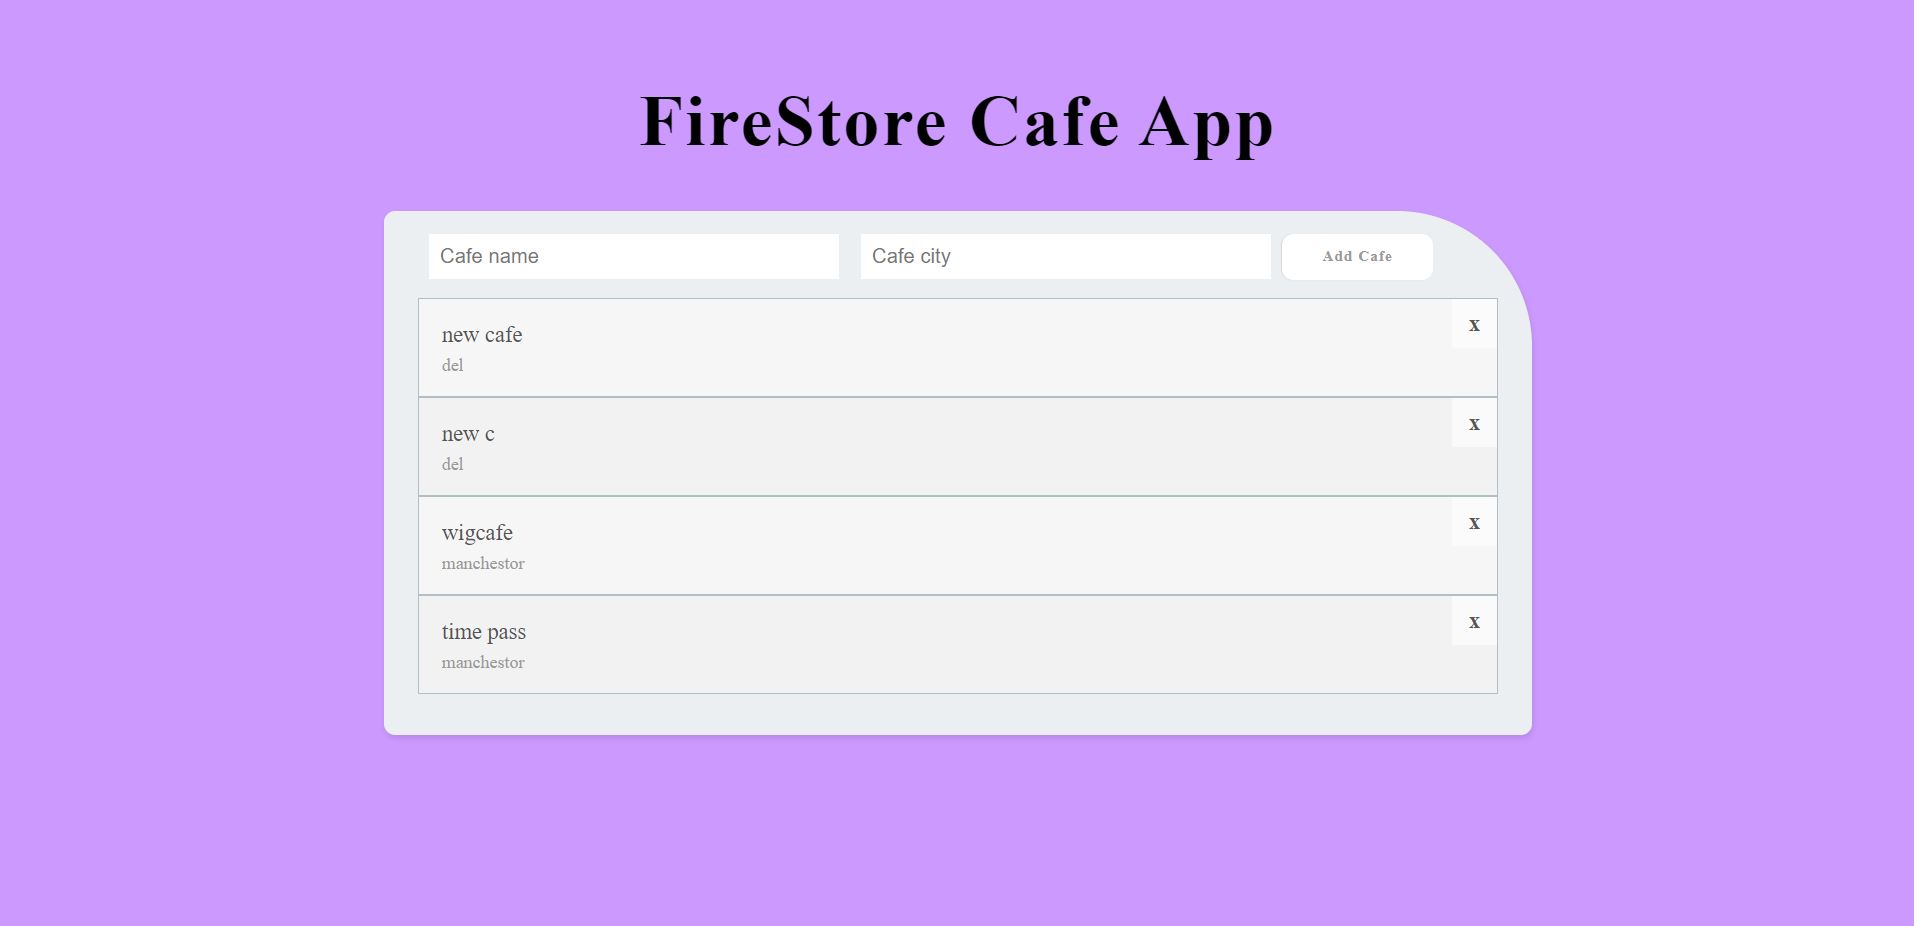 FireStore Cafe App
Cafe name
Cafe city
Add Cafe
new cafe
x
del
new c
x
del
wigcafe
x
manchestor
time pass
x
manchestor